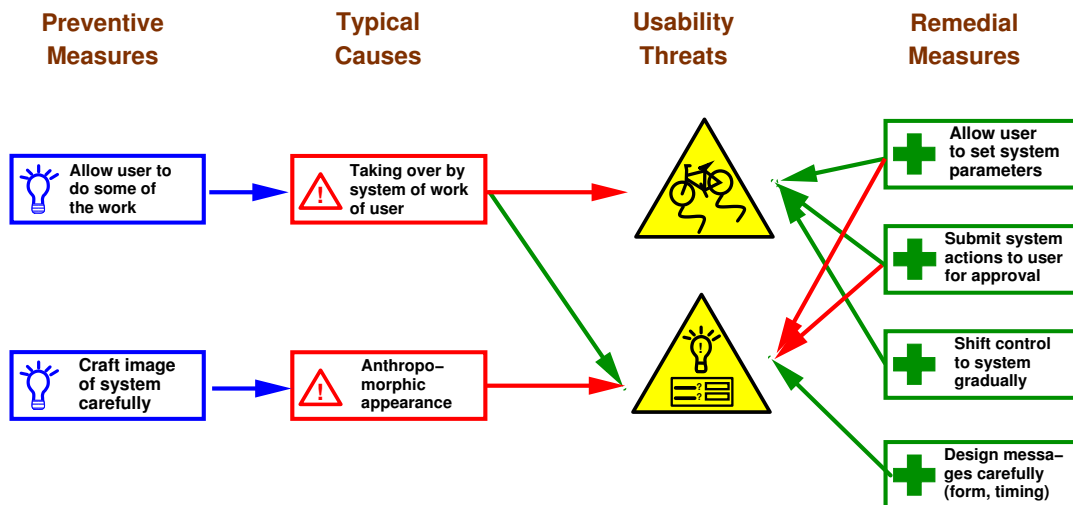 Preventive
Measures
Typical
Causes
Usability
Threats
Remedial
Measures
Allow user to
do some of
the work
!
Taking over by
system of work
of user
Allow user
to set system
parameters
Submit system
actions to user
for approval
Craft image
of system
carefully
!
Anthropo–
morphic
appearance
!
?
?
Shift control
to system
gradually
Design messa–
ges carefully
(form, timing)